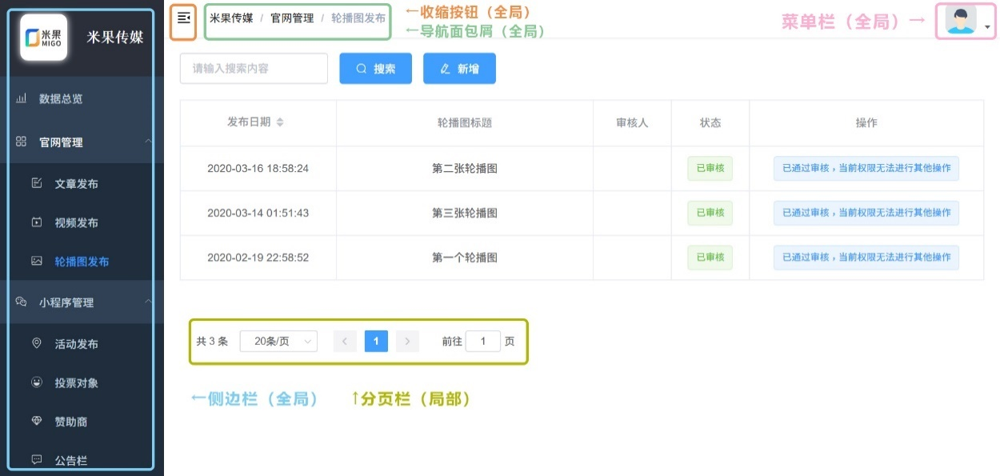 米果
MIGO
米果传媒
数据总览
官网管理
文章发布
视频发布
轮播图发布
小程序管理
活动发布
投票对象
赞助商
公告栏
米果传媒 / 官网管理 / 轮播图发布
←收缩按钮（全局）
←导航面包屑（全局）
菜单栏（全局）→
请输入搜索内容 搜索 新增
发布日期 轮播图标题 审核人 状态 操作
2020-03-16 18:58:24 第二张轮播图 已审核 已通过审核，当前权限无法进行其他操作
2020-03-14 01:51:43 第三张轮播图 已审核 已通过审核，当前权限无法进行其他操作
2020-02-19 22:58:52 第一个轮播图 已审核 已通过审核，当前权限无法进行其他操作
共 3 条 20条/页 < 1 > 前往 1 页
←侧边栏（全局） ↑分页栏（局部）